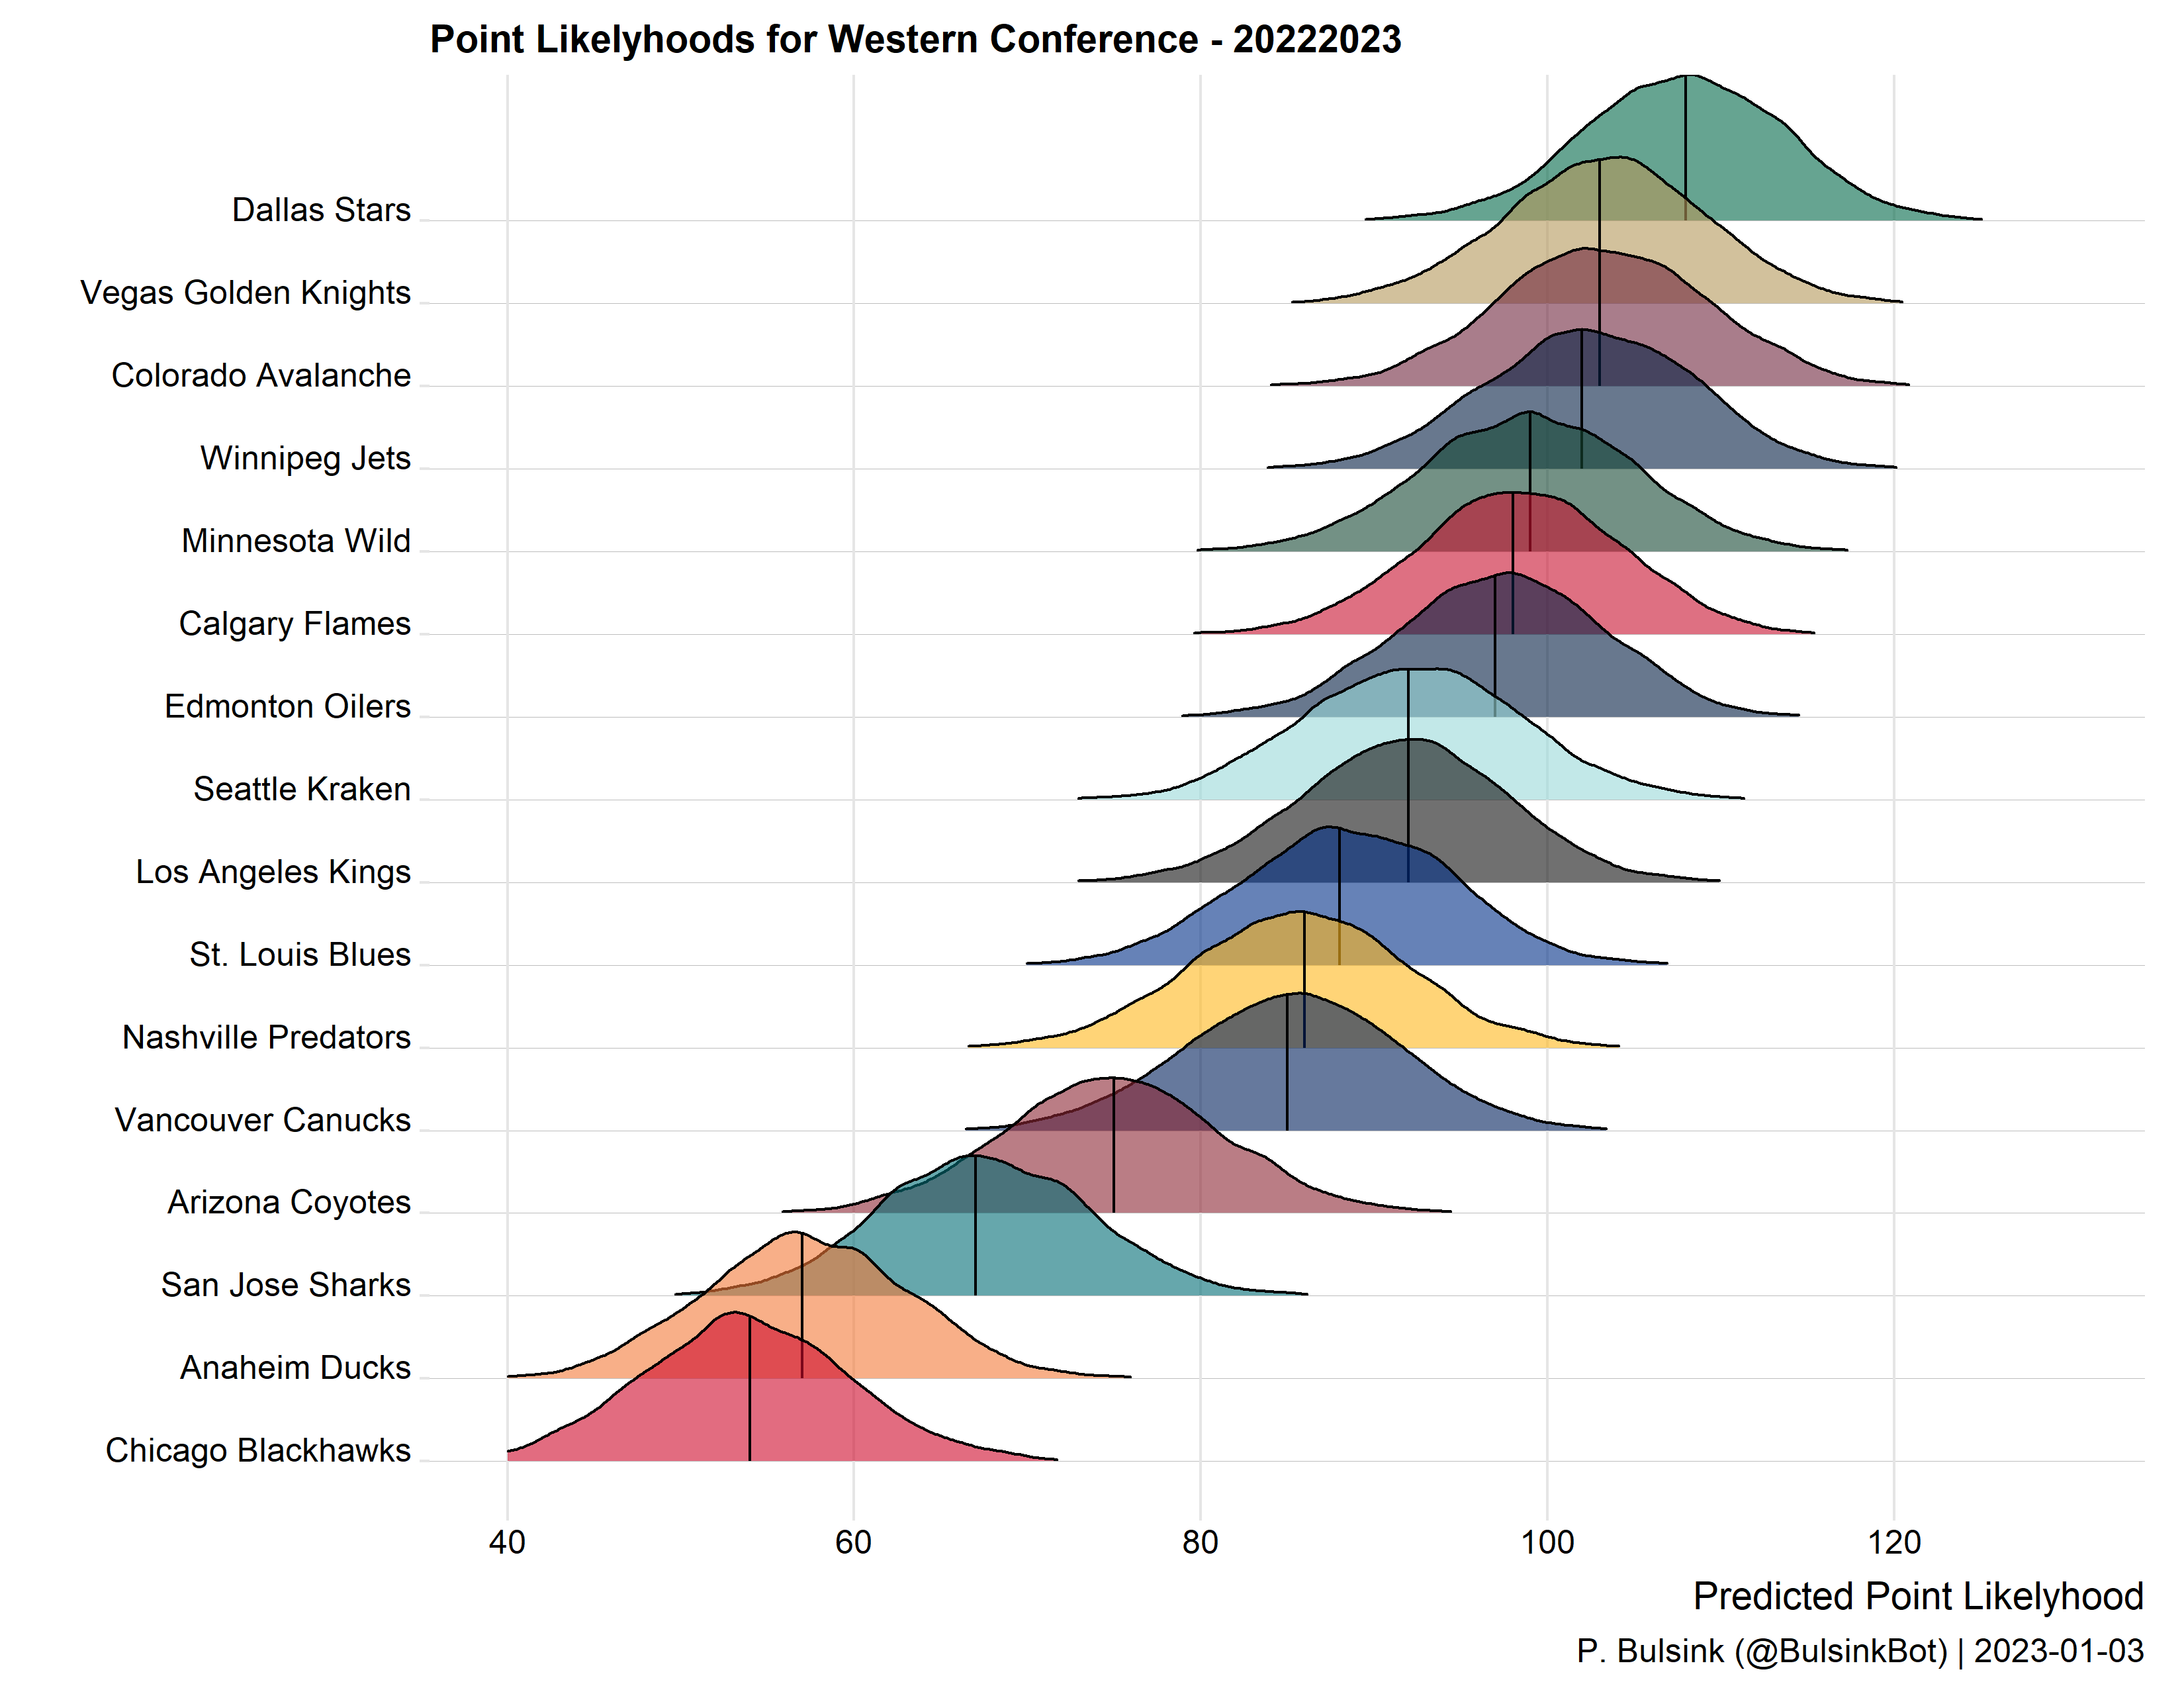 Point Likelyhoods for Western Conference - 20222023
Dallas Stars
Vegas Golden Knights
Colorado Avalanche
Winnipeg Jets
Minnesota Wild
Calgary Flames
Edmonton Oilers
Seattle Kraken
Los Angeles Kings
St. Louis Blues
Nashville Predators
Vancouver Canucks
Arizona Coyotes
San Jose Sharks
Anaheim Ducks
Chicago Blackhawks
40 60 80 100 120
Predicted Point Likelyhood
P. Bulsink (@BulsinkBot) | 2023-01-03